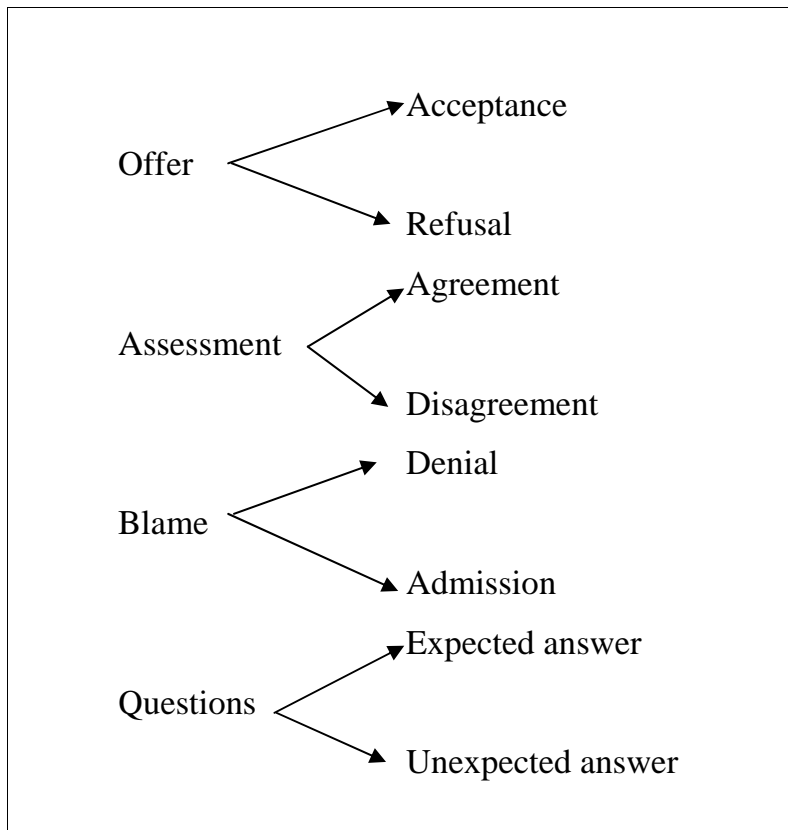 Acceptance
Offer
Refusal
Agreement
Assessment
Disagreement
Denial
Blame
Admission
Expected answer
Questions
Unexpected answer